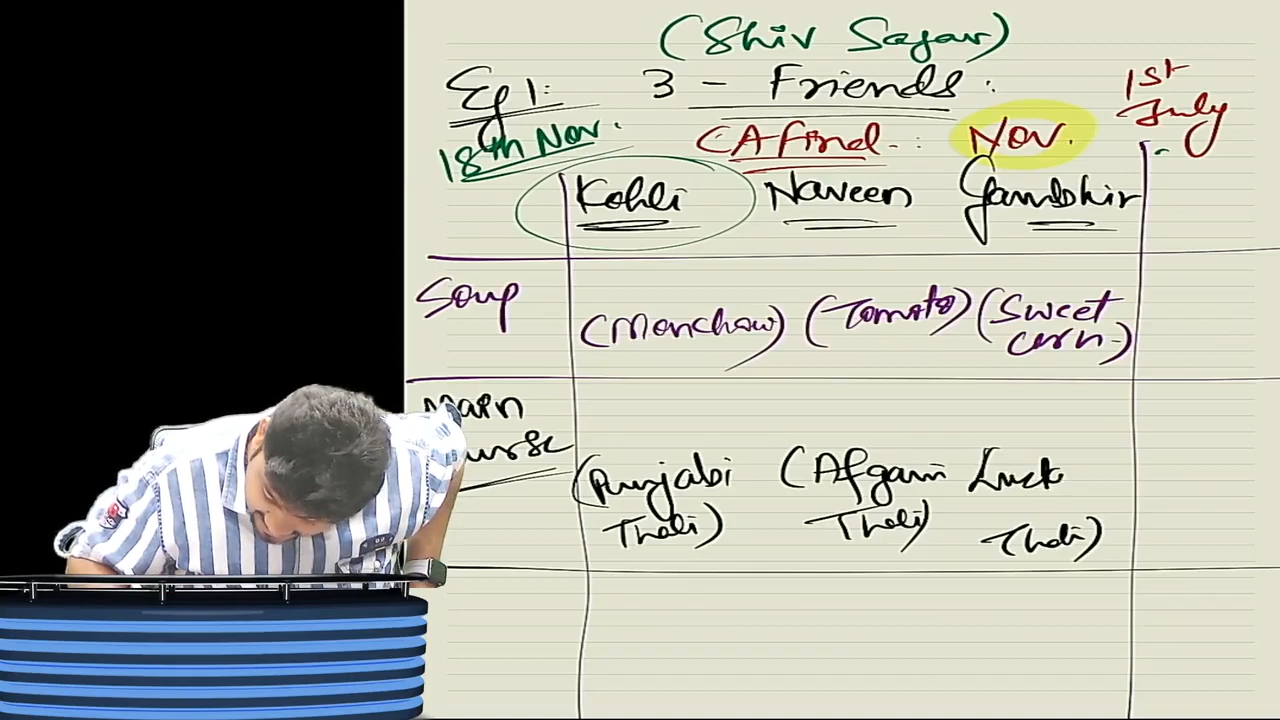 (Shiv Sagar)
Eg 1: 3 - Friends :
1st July
18th Nov. CA final. : Nov.
Kohli Naveen Gambhir
Soup (Manchow) (Tomato) (Sweet corn)
Main
(Punjabi Thali) (Afgani Thali) Luck Thali)